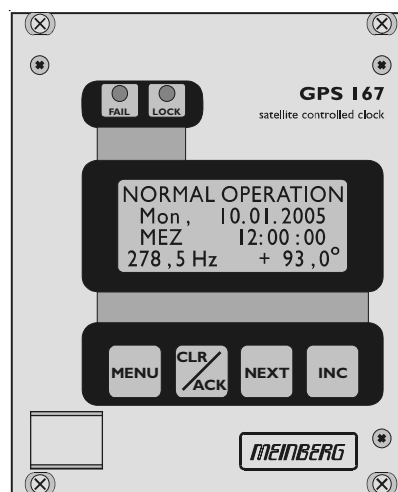 FAIL LOCK
GPS 167
satellite controlled clock
NORMAL OPERATION
Mon, 10.01.2005
MEZ 12:00:00
278,5 Hz + 93,0°
MENU CLR/ACK NEXT INC
MEINBERG